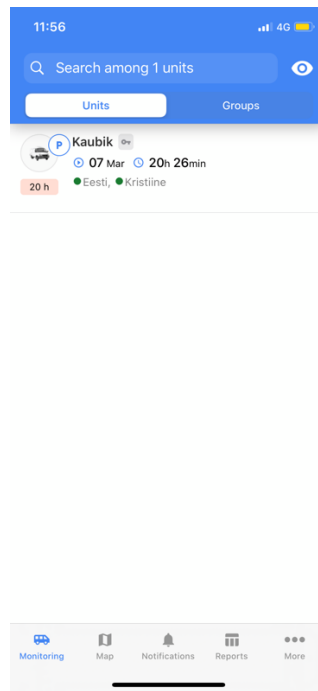 11:56
4G
Search among 1 units
Units
Groups
P
Kaubik
07 Mar 20h 26min
20 h
Eesti, Kristiine
Monitoring
Map
Notifications
Reports
More